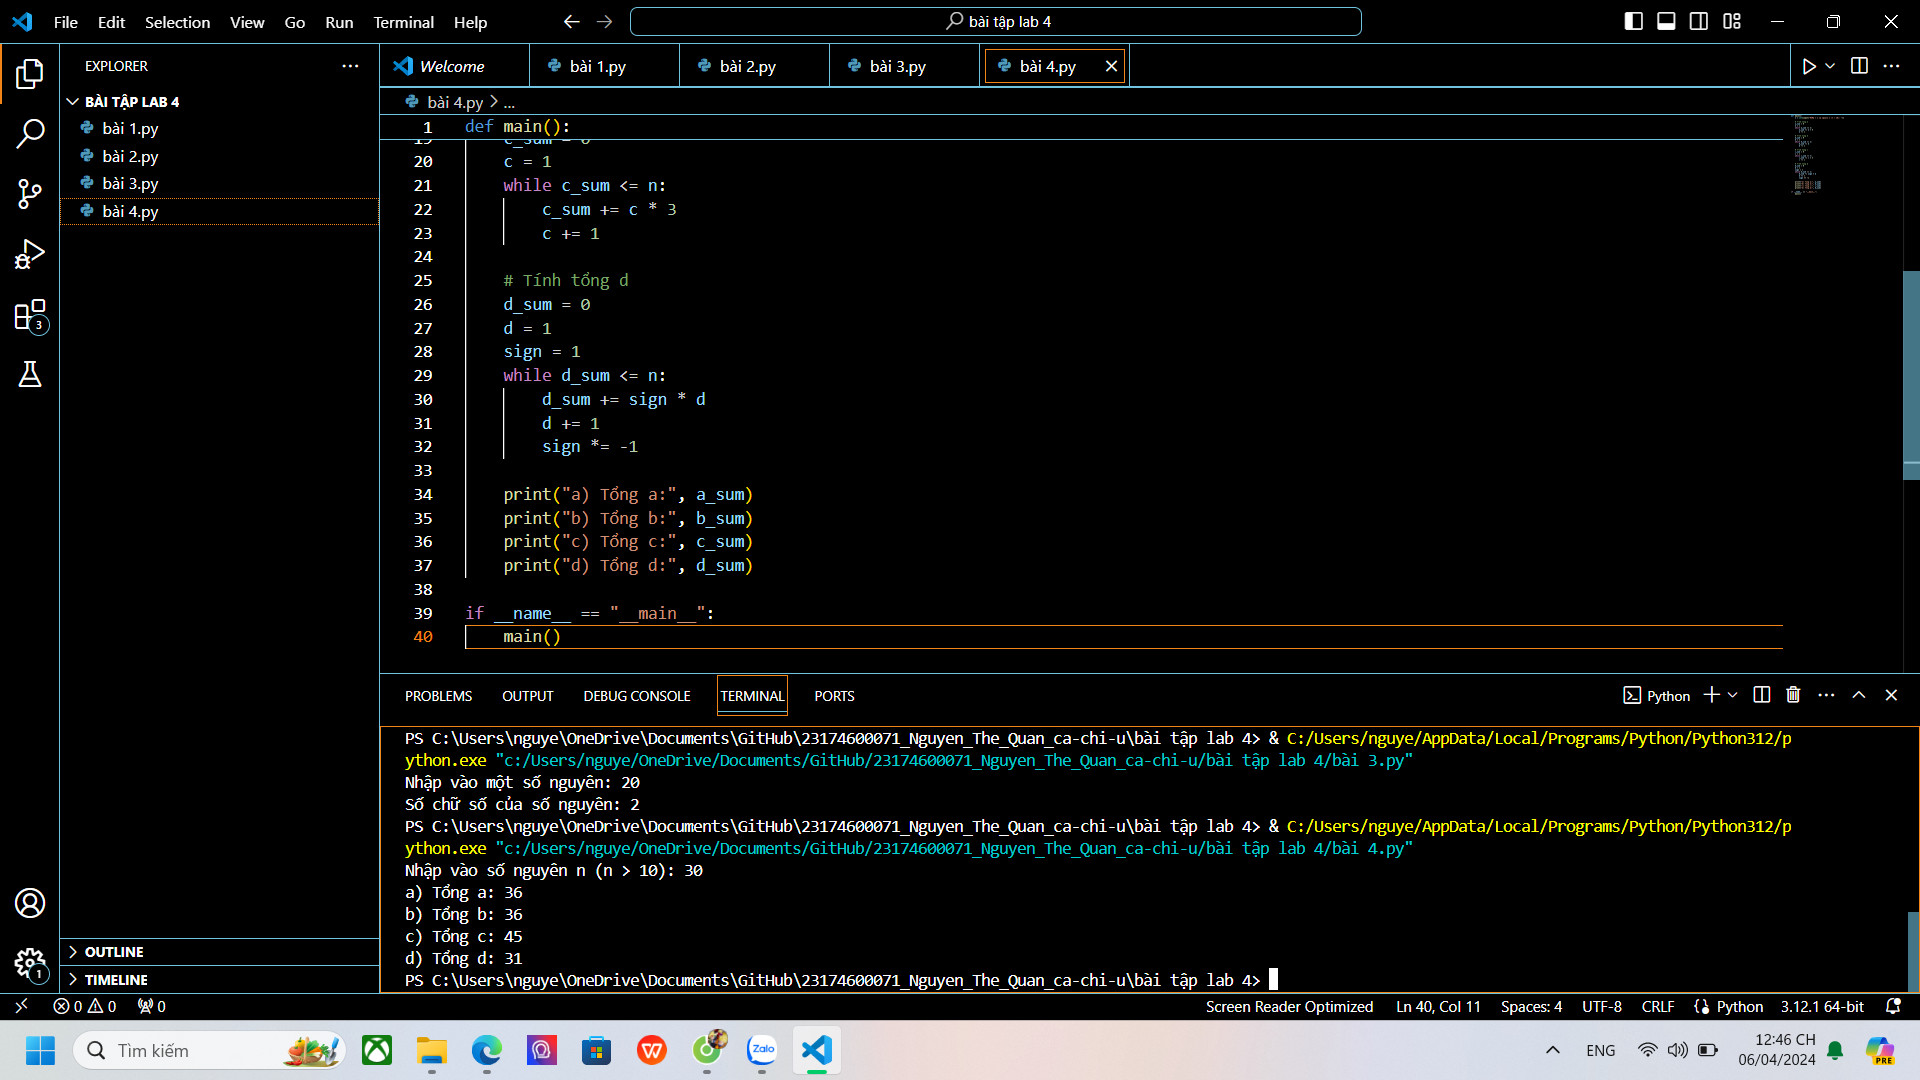 File Edit Selection View Go Run Terminal Help
bài tập lab 4
EXPLORER
BÀI TẬP LAB 4
bài 1.py
bài 2.py
bài 3.py
bài 4.py
OUTLINE
TIMELINE
Welcome bài 1.py bài 2.py bài 3.py bài 4.py
bài 4.py > ...
1 def main():
19 c_sum = 0
20 c = 1
21 while c_sum <= n:
22 c_sum += c * 3
23 c += 1
24
25 # Tính tổng d
26 d_sum = 0
27 d = 1
28 sign = 1
29 while d_sum <= n:
30 d_sum += sign * d
31 d += 1
32 sign *= -1
33
34 print("a) Tổng a:", a_sum)
35 print("b) Tổng b:", b_sum)
36 print("c) Tổng c:", c_sum)
37 print("d) Tổng d:", d_sum)
38
39 if __name__ == "__main__":
40 main()
PROBLEMS OUTPUT DEBUG CONSOLE TERMINAL PORTS
Python
PS C:\Users\nguye\OneDrive\Documents\GitHub\23174600071_Nguyen_The_Quan_ca-chi-u\bài tập lab 4> & C:/Users/nguye/AppData/Local/Programs/Python/Python312/p
ython.exe "c:/Users/nguye/OneDrive/Documents/GitHub/23174600071_Nguyen_The_Quan_ca-chi-u/bài tập lab 4/bài 3.py"
Nhập vào một số nguyên: 20
Số chữ số của số nguyên: 2
PS C:\Users\nguye\OneDrive\Documents\GitHub\23174600071_Nguyen_The_Quan_ca-chi-u\bài tập lab 4> & C:/Users/nguye/AppData/Local/Programs/Python/Python312/p
ython.exe "c:/Users/nguye/OneDrive/Documents/GitHub/23174600071_Nguyen_The_Quan_ca-chi-u/bài tập lab 4/bài 4.py"
Nhập vào số nguyên n (n > 10): 30
a) Tổng a: 36
b) Tổng b: 36
c) Tổng c: 45
d) Tổng d: 31
PS C:\Users\nguye\OneDrive\Documents\GitHub\23174600071_Nguyen_The_Quan_ca-chi-u\bài tập lab 4>
3
1
0 0 0
Screen Reader Optimized Ln 40, Col 11 Spaces: 4 UTF-8 CRLF Python 3.12.1 64-bit
Tìm kiếm
Zalo
ENG
12:46 CH
06/04/2024
PRE